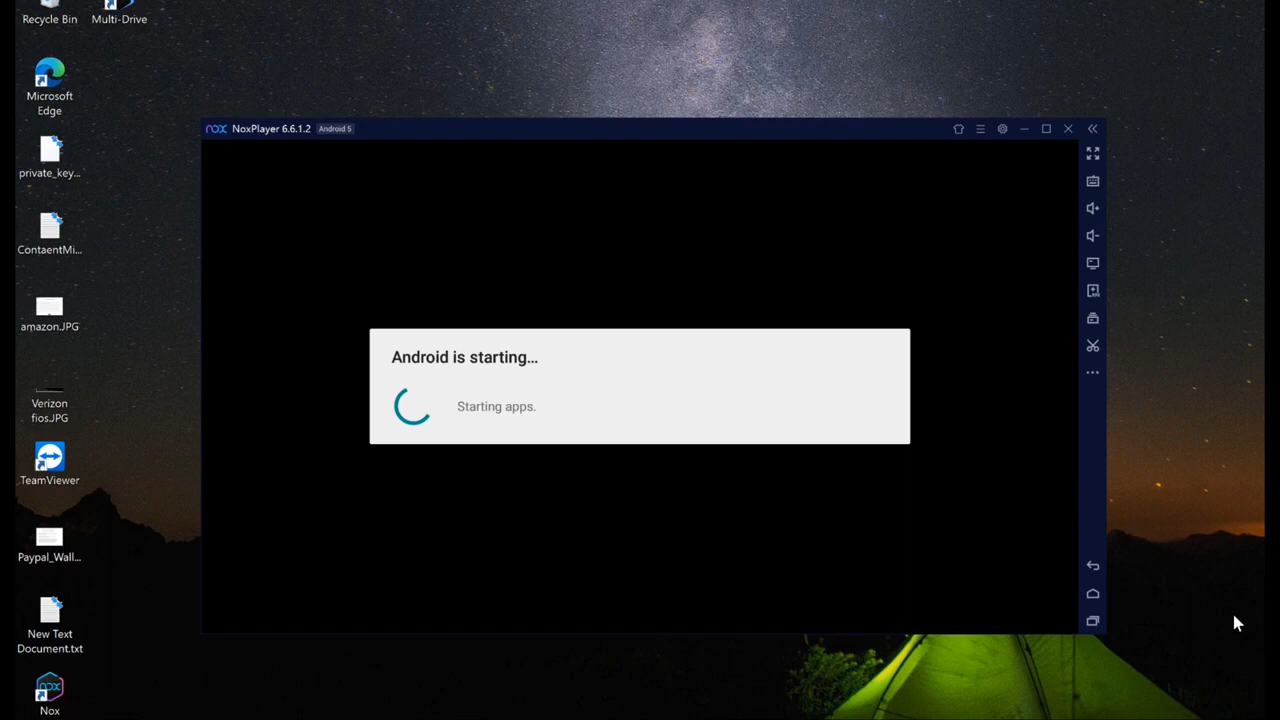 Recycle Bin
Multi-Drive
Microsoft
Edge
private_key...
ContaentMi...
amazon.JPG
Verizon
fios.JPG
TeamViewer
Paypal_Wall...
New Text
Document.txt
nox
Nox
nox NoxPlayer 6.6.1.2 Android 5
Android is starting...
Starting apps.